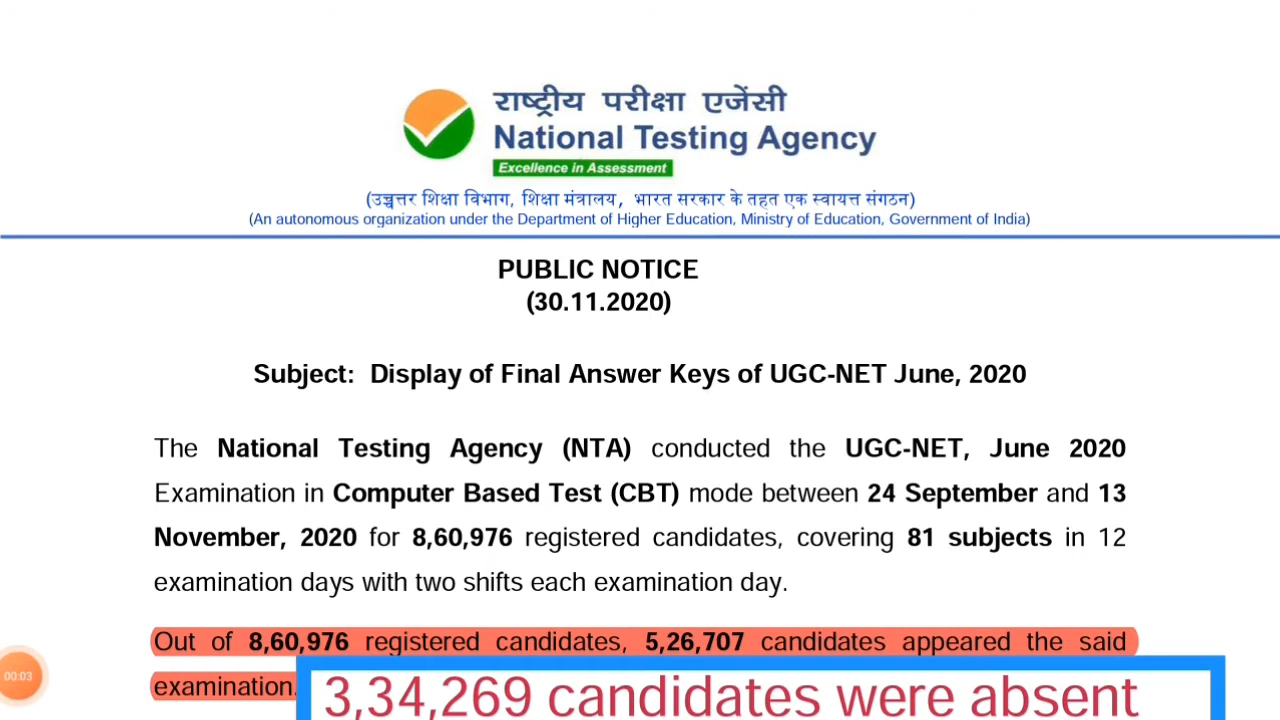 राष्ट्रीय परीक्षा एजेंसी
National Testing Agency
Excellence in Assessment
(उच्चत्तर शिक्षा विभाग, शिक्षा मंत्रालय, भारत सरकार के तहत एक स्वायत्त संगठन)
(An autonomous organization under the Department of Higher Education, Ministry of Education, Government of India)
PUBLIC NOTICE
(30.11.2020)
Subject: Display of Final Answer Keys of UGC-NET June, 2020
The National Testing Agency (NTA) conducted the UGC-NET, June 2020
Examination in Computer Based Test (CBT) mode between 24 September and 13
November, 2020 for 8,60,976 registered candidates, covering 81 subjects in 12
examination days with two shifts each examination day.
Out of 8,60,976 registered candidates, 5,26,707 candidates appeared the said
examination.
3,34,269 candidates were absent
00:03